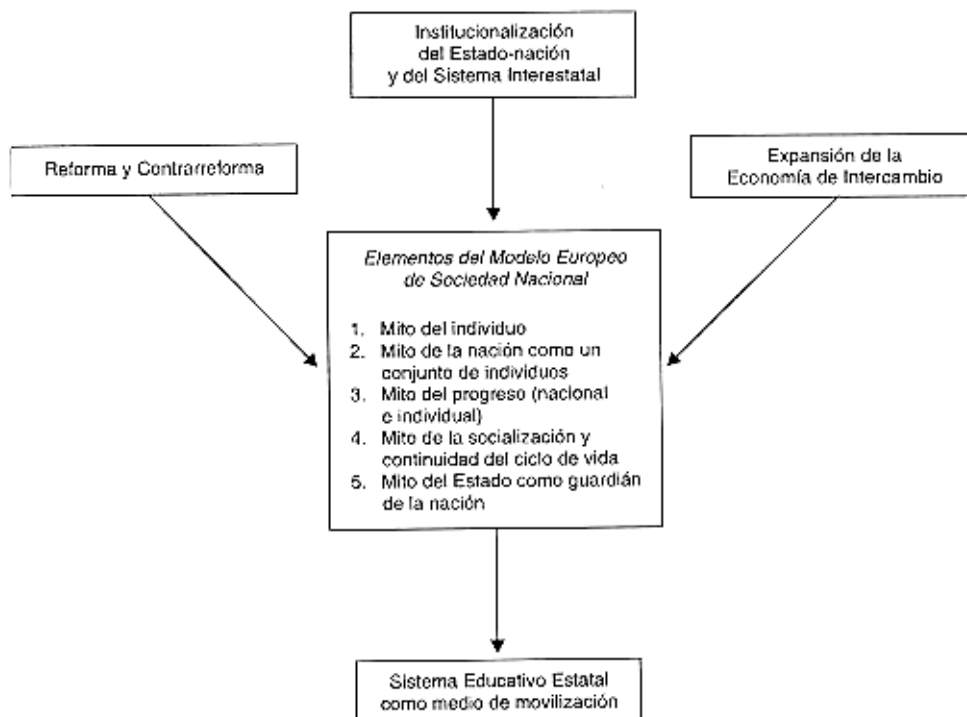 Institucionalización
del Estado-nación
y del Sistema Interestatal
Reforma y Contrarreforma
Expansión de la
Economía de Intercambio
Elementos del Modelo Europeo
de Sociedad Nacional
1. Mito del individuo
2. Mito de la nación como un
conjunto de individuos
3. Mito del progreso (nacional
e individual)
4. Mito de la socialización y
continuidad del ciclo de vida
5. Mito del Estado como guardián
de la nación
Sistema Educativo Estatal
como medio de movilización